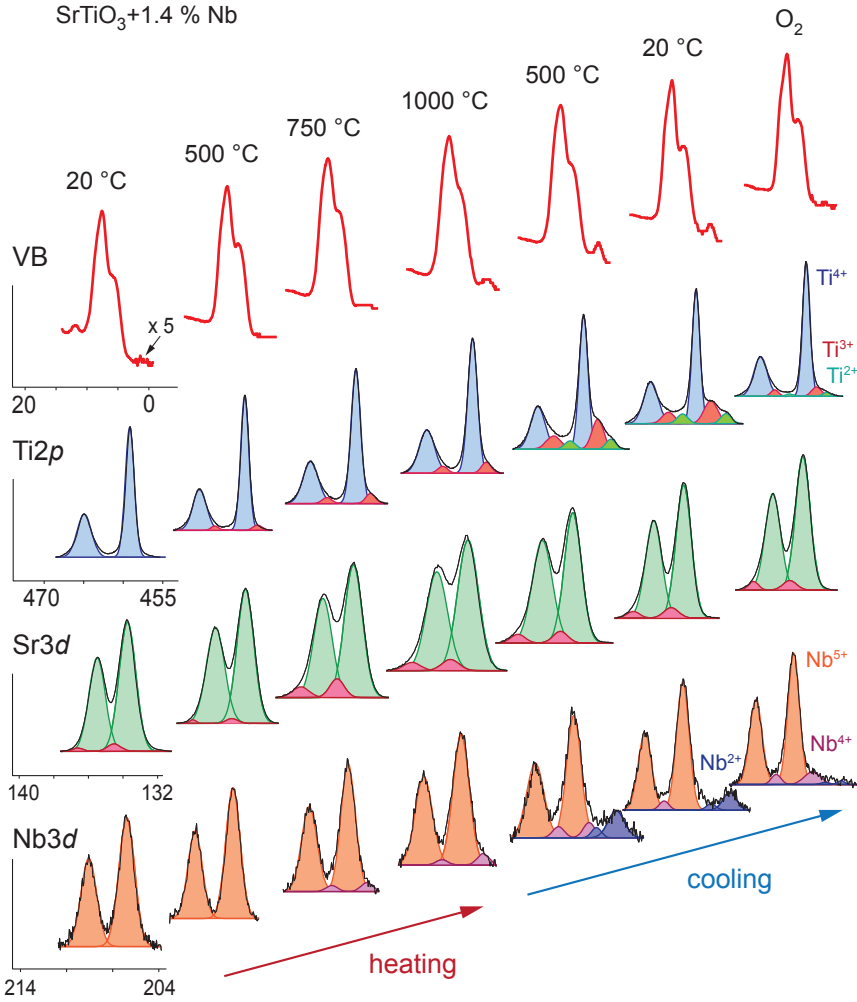 SrTiO₃+1.4 % Nb
O₂
20 °C
500 °C
1000 °C
750 °C
500 °C
20 °C
VB
x 5
20 0
Ti⁴⁺
Ti³⁺
Ti²⁺
Ti2p
470 455
Sr3d
140 132
Nb⁵⁺
Nb⁴⁺
Nb²⁺
Nb3d
214 204
heating
cooling